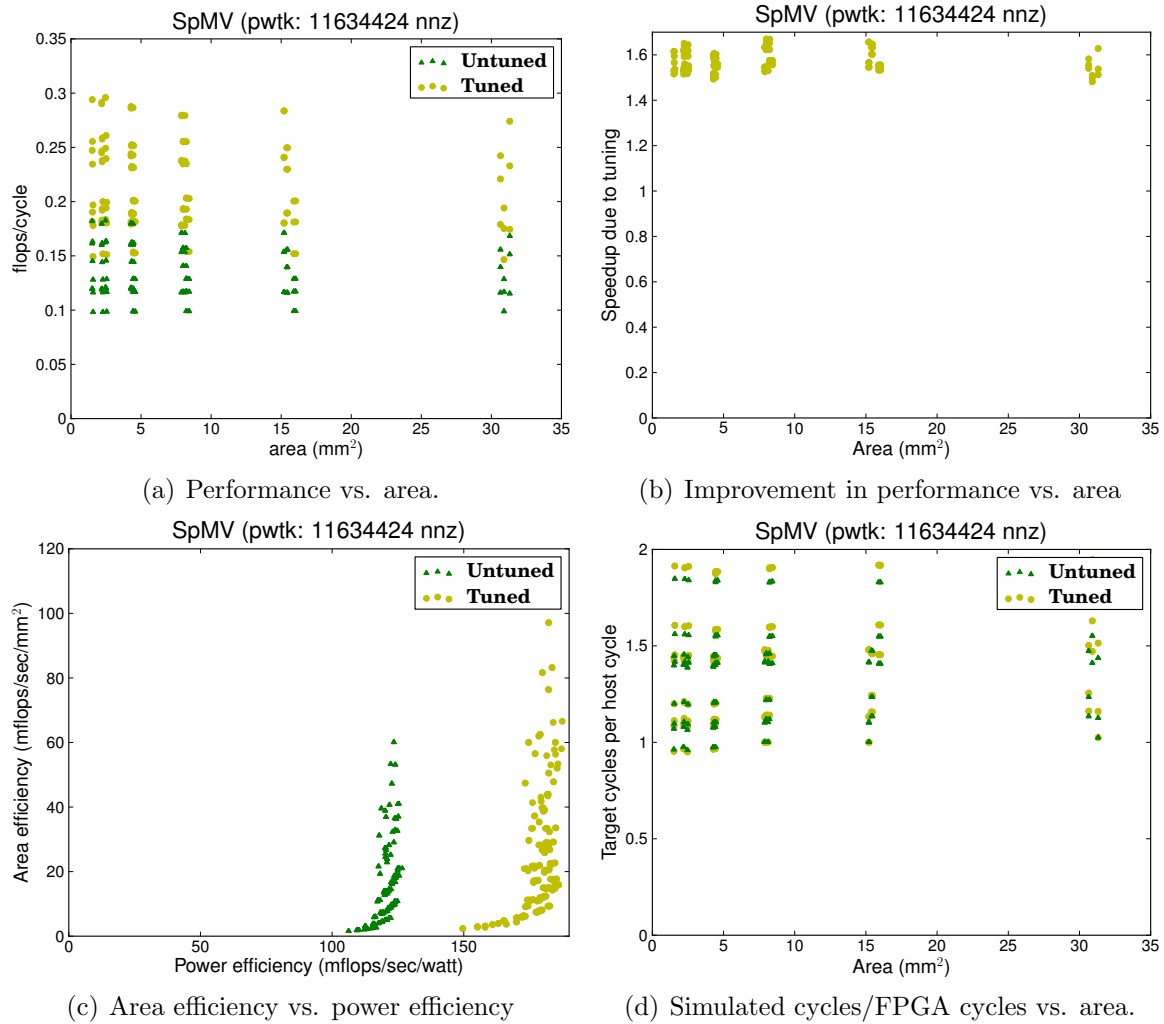 SpMV (pwtk: 11634424 nnz)
0.35
0.3
0.25
0.2
0.15
0.1
0.05
0
flops/cycle
Untuned
Tuned
0 5 10 15 20 25 30 35
area (mm²)
(a) Performance vs. area.
SpMV (pwtk: 11634424 nnz)
1.6
1.4
1.2
1
0.8
0.6
0.4
0.2
0
Speedup due to tuning
0 5 10 15 20 25 30 35
Area (mm²)
(b) Improvement in performance vs. area
SpMV (pwtk: 11634424 nnz)
120
100
80
60
40
20
0
Area efficiency (mflops/sec/mm²)
Untuned
Tuned
0 50 100 150
Power efficiency (mflops/sec/watt)
(c) Area efficiency vs. power efficiency
SpMV (pwtk: 11634424 nnz)
2
1.5
1
0.5
0
Target cycles per host cycle
Untuned
Tuned
0 5 10 15 20 25 30 35
Area (mm²)
(d) Simulated cycles/FPGA cycles vs. area.